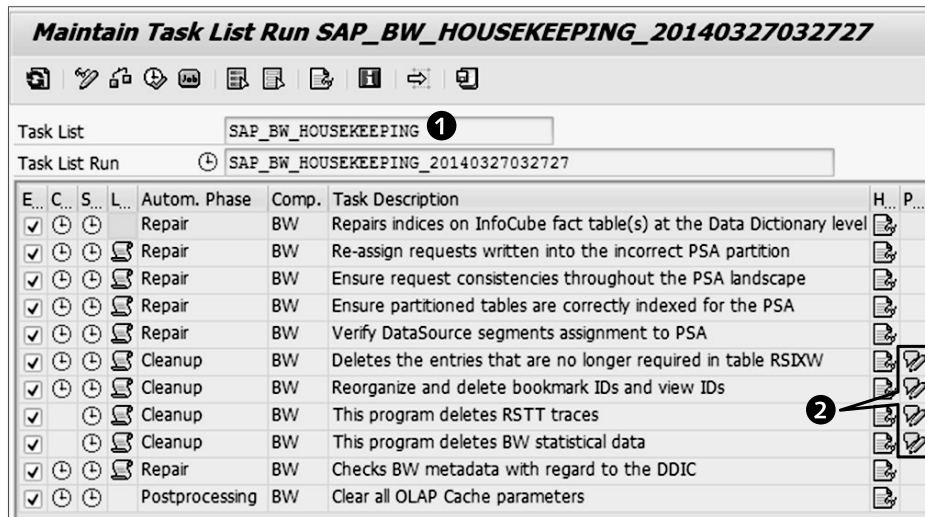 Maintain Task List Run SAP_BW_HOUSEKEEPING_20140327032727
Job
Task List SAP_BW_HOUSEKEEPING 1
Task List Run SAP_BW_HOUSEKEEPING_20140327032727
E... C... S... L... Autom. Phase Comp. Task Description H... P...
Repair BW Repairs indices on InfoCube fact table(s) at the Data Dictionary level
Repair BW Re-assign requests written into the incorrect PSA partition
Repair BW Ensure request consistencies throughout the PSA landscape
Repair BW Ensure partitioned tables are correctly indexed for the PSA
Repair BW Verify DataSource segments assignment to PSA
Cleanup BW Deletes the entries that are no longer required in table RSIXW
Cleanup BW Reorganize and delete bookmark IDs and view IDs
2
Cleanup BW This program deletes RSTT traces
Cleanup BW This program deletes BW statistical data
Repair BW Checks BW metadata with regard to the DDIC
Postprocessing BW Clear all OLAP Cache parameters